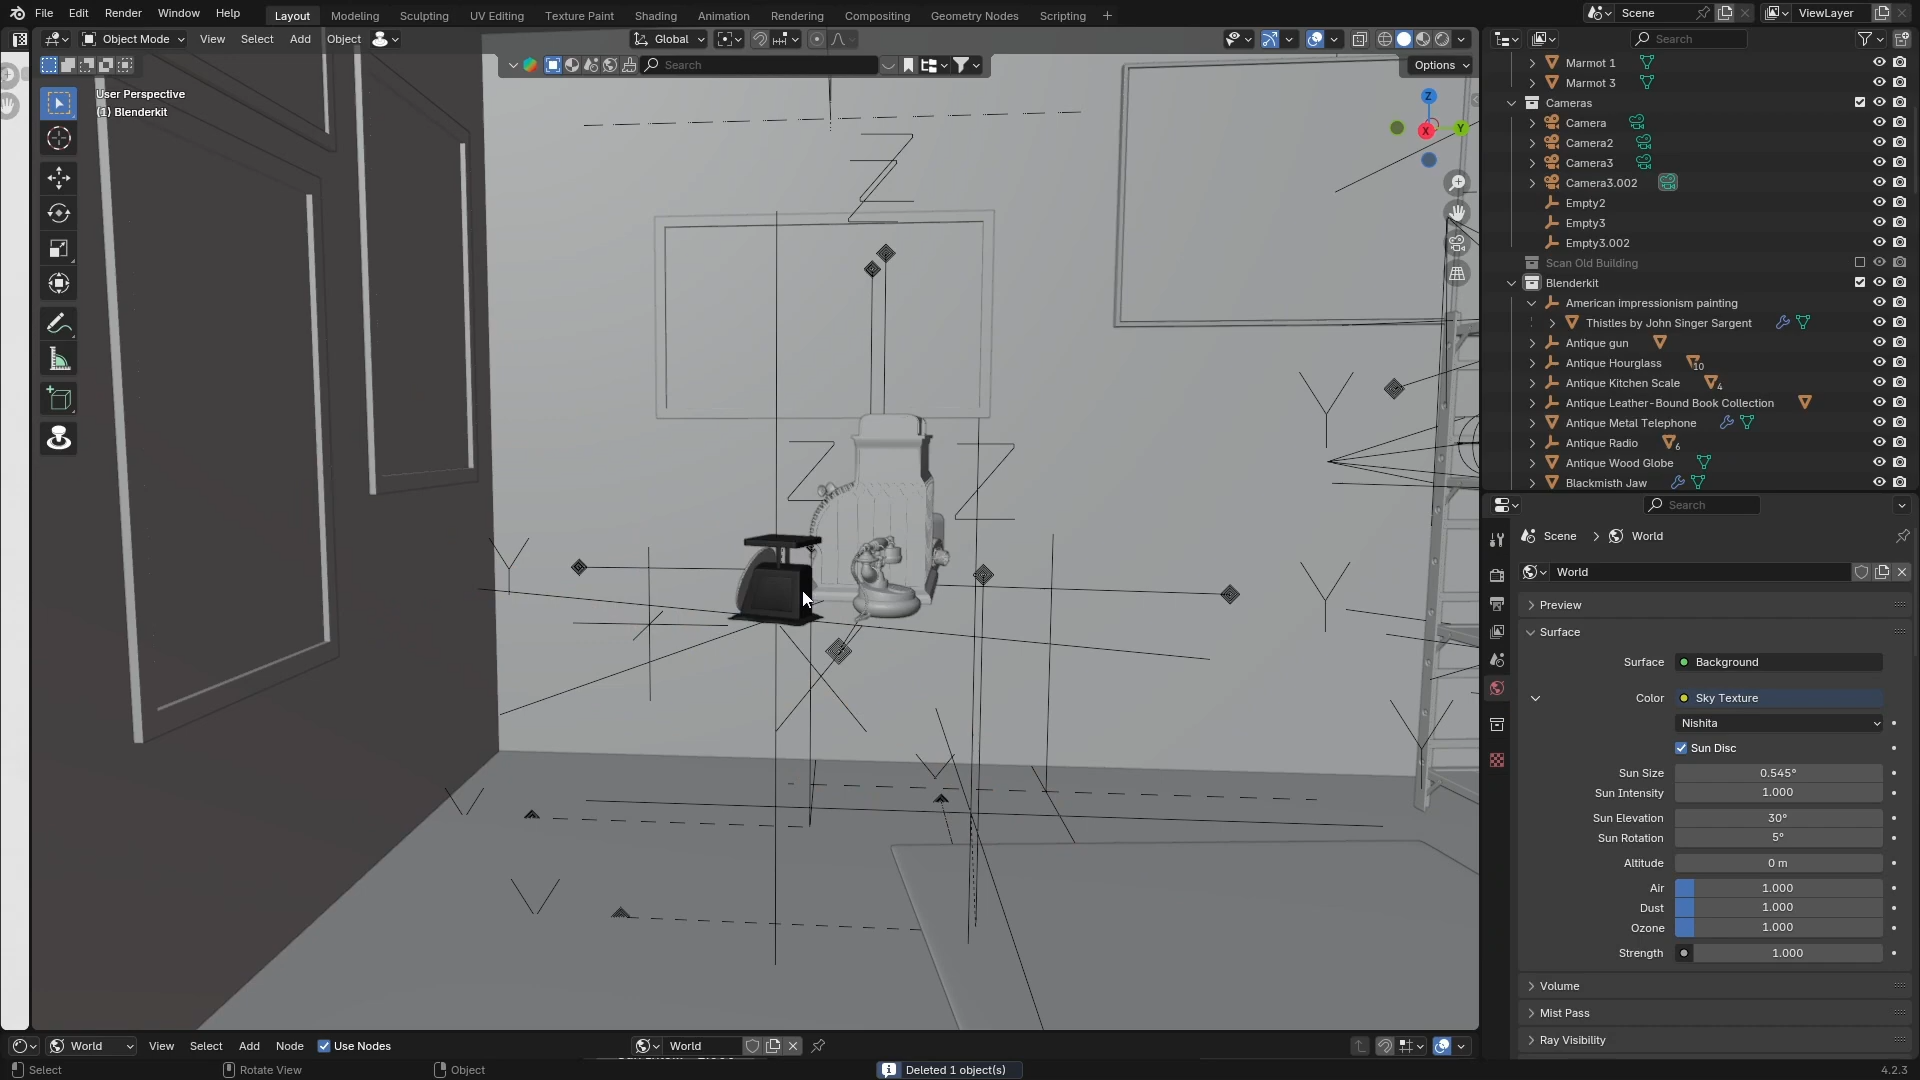 File Edit Render Window Help
Layout Modeling Sculpting UV Editing Texture Paint Shading Animation Rendering Compositing Geometry Nodes Scripting +
Scene
ViewLayer
Object Mode View Select Add Object
Global
Search
Search
Options
User Perspective
(1) Blenderkit
Z
X
Y
Marmot 1
Marmot 3
Cameras
Camera
Camera2
Camera3
Camera3.002
Empty2
Empty3
Empty3.002
Scan Old Building
Blenderkit
American impressionism painting
Thistles by John Singer Sargent
Antique gun
Antique Hourglass 10
Antique Kitchen Scale 4
Antique Leather-Bound Book Collection
Antique Metal Telephone
Antique Radio 6
Antique Wood Globe
Blackmisth Jaw
Search
Scene > World
World
Preview
Surface
Surface Background
Color Sky Texture
Nishita
Sun Disc
Sun Size 0.545°
Sun Intensity 1.000
Sun Elevation 30°
Sun Rotation 5°
Altitude 0 m
Air 1.000
Dust 1.000
Ozone 1.000
Strength 1.000
Volume
Mist Pass
Ray Visibility
World View Select Add Node Use Nodes
World
Select
Rotate View
Object
Deleted 1 object(s)
4.2.3